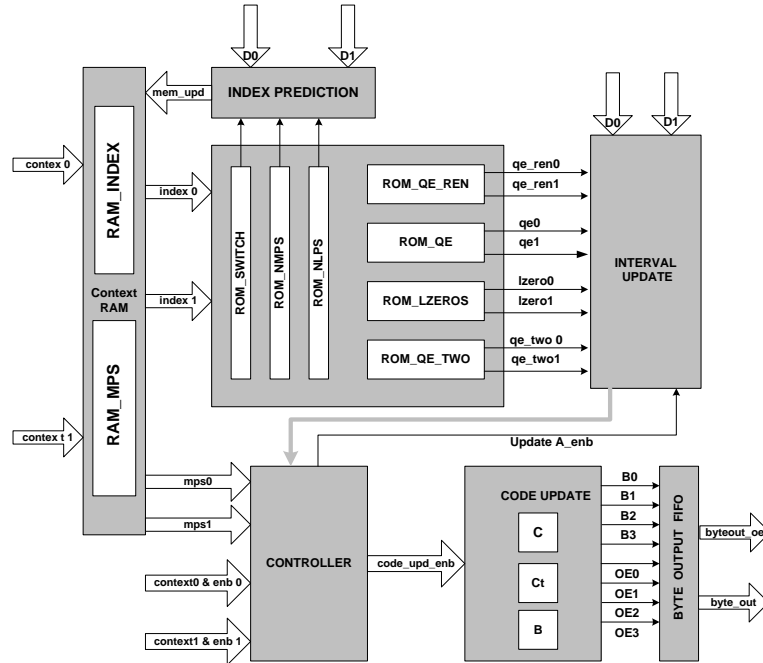 D0
D1
INDEX PREDICTION
mem_upd
D0
D1
contex 0
RAM_INDEX
index 0
ROM_SWITCH
ROM_NMPS
ROM_NLPS
ROM_QE_REN
qe_ren0
qe_ren1
ROM_QE
qe0
qe1
INTERVAL
UPDATE
Context
RAM
index 1
ROM_LZEROS
lzero0
lzero1
ROM_QE_TWO
qe_two 0
qe_two1
RAM_MPS
contex t 1
Update A_enb
mps0
mps1
CONTROLLER
context0 & enb 0
context1 & enb 1
code_upd_enb
CODE UPDATE
C
Ct
B
B0
B1
B2
B3
OE0
OE1
OE2
OE3
BYTE OUTPUT FIFO
byteout_oe
byte_out